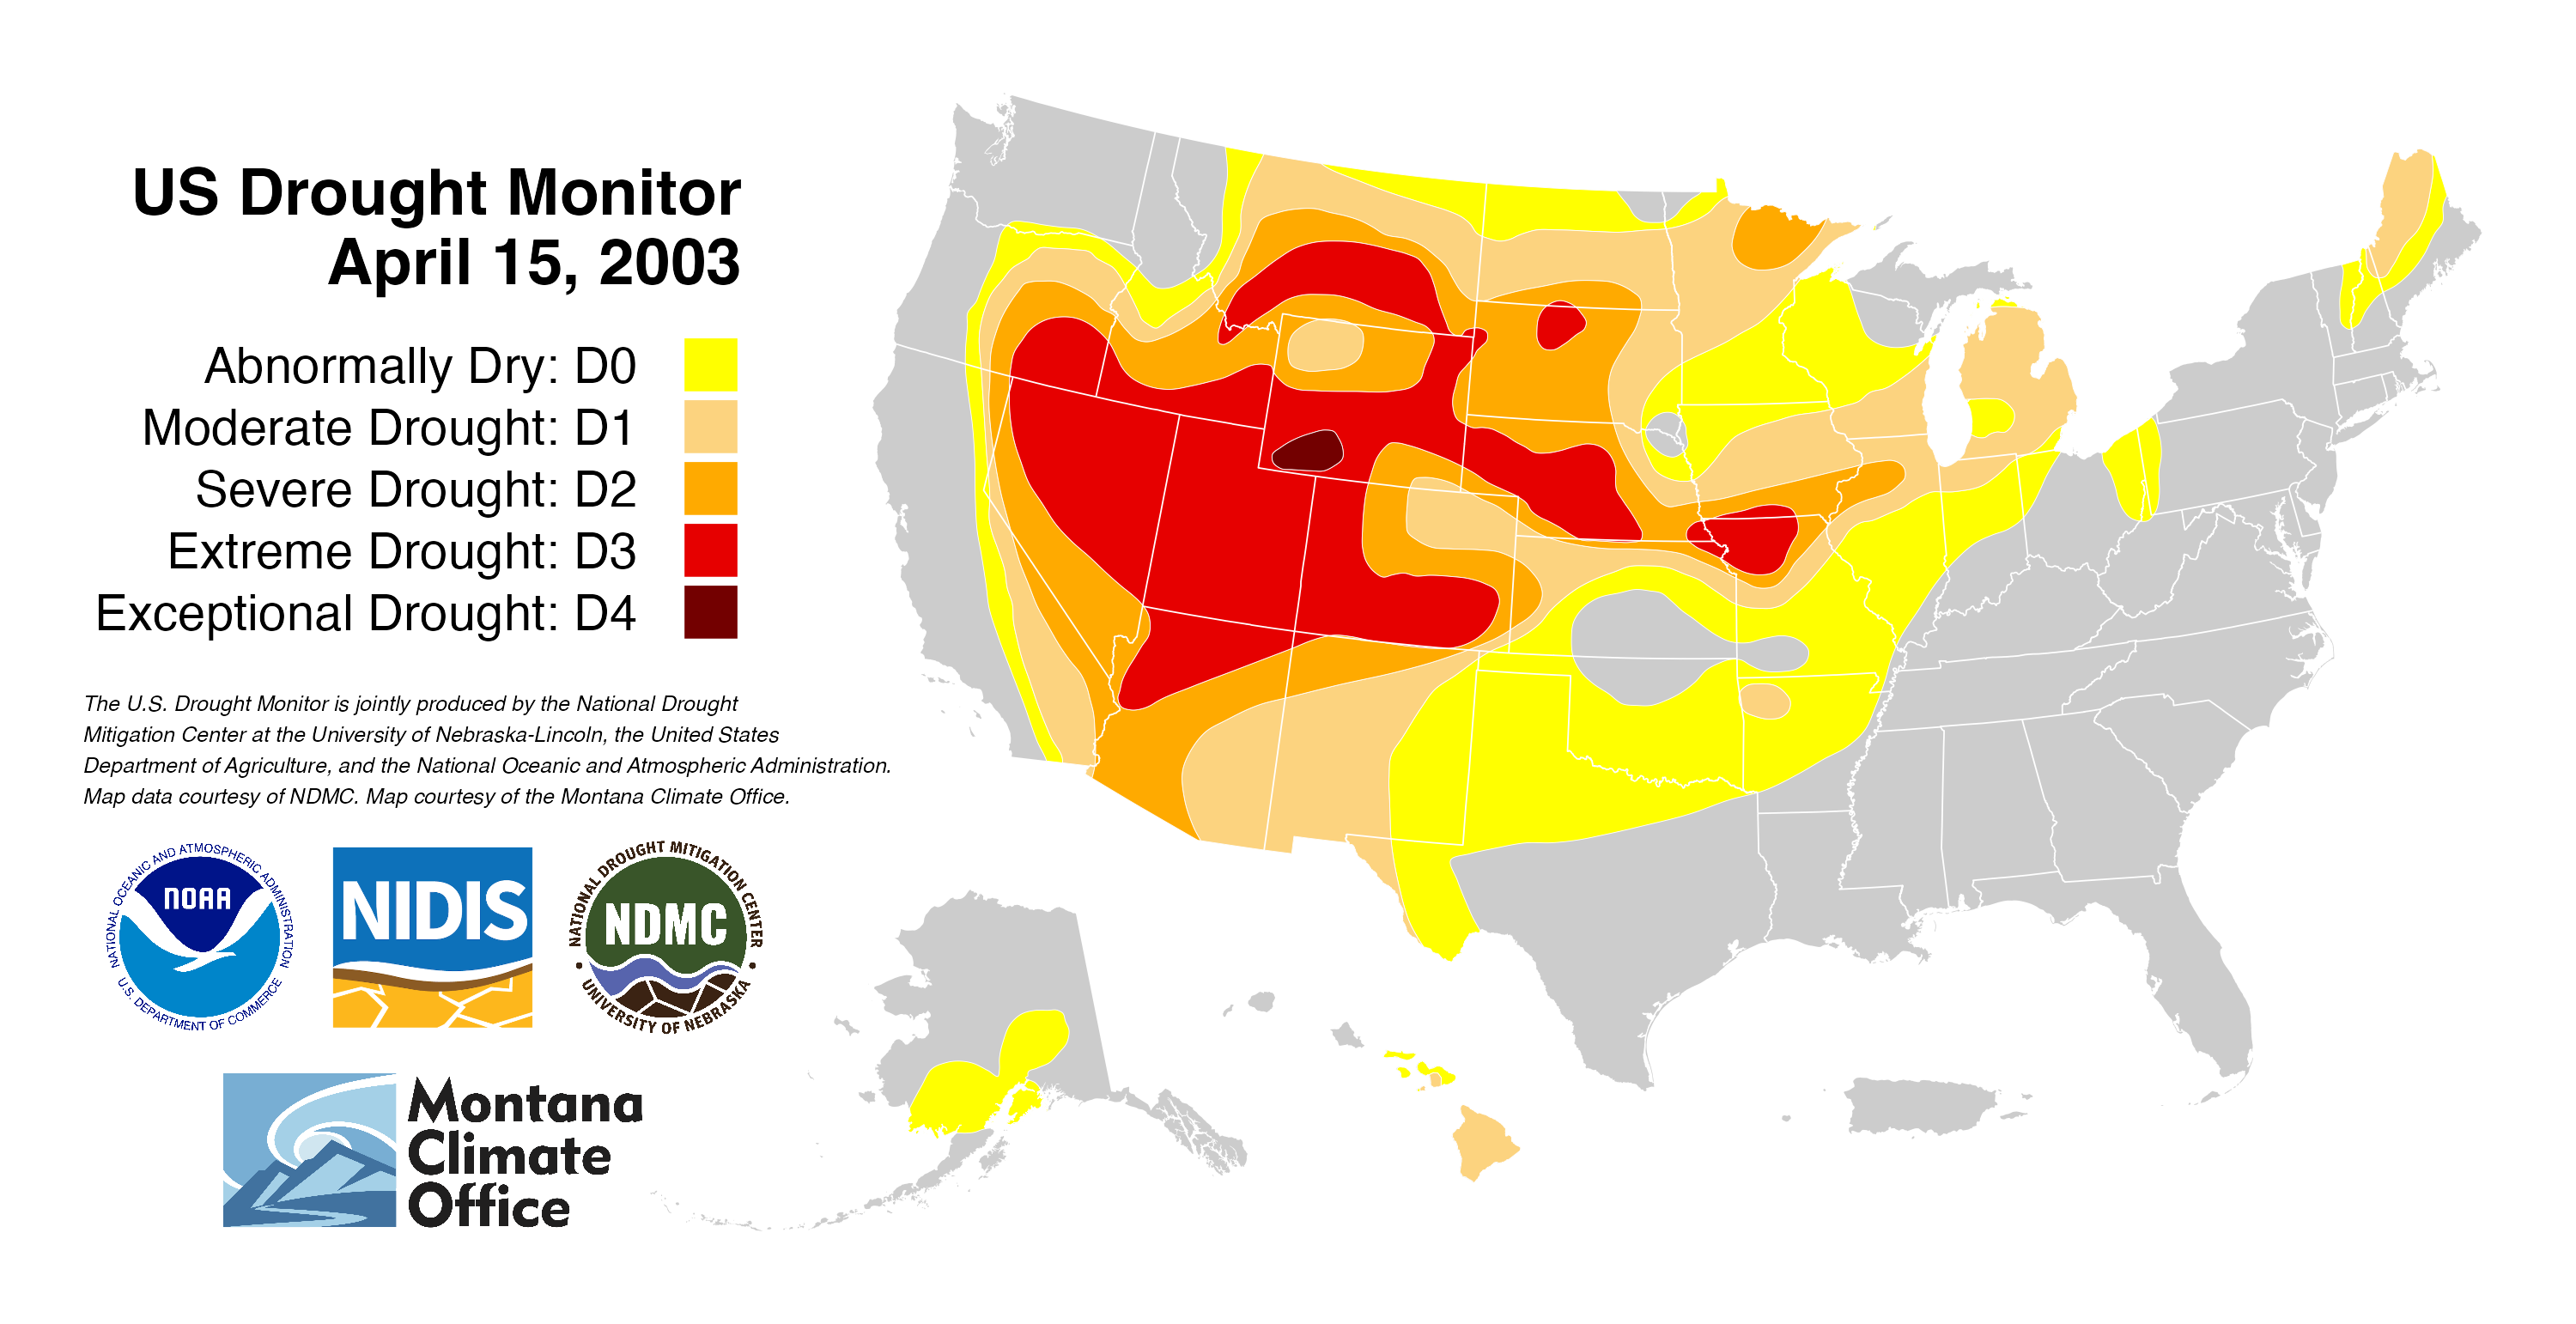 US Drought Monitor
April 15, 2003
Abnormally Dry: D0
Moderate Drought: D1
Severe Drought: D2
Extreme Drought: D3
Exceptional Drought: D4
The U.S. Drought Monitor is jointly produced by the National Drought
Mitigation Center at the University of Nebraska-Lincoln, the United States
Department of Agriculture, and the National Oceanic and Atmospheric Administration.
Map data courtesy of NDMC. Map courtesy of the Montana Climate Office.
NATIONAL OCEANIC AND ATMOSPHERIC ADMINISTRATION
NOAA
U.S. DEPARTMENT OF COMMERCE
NIDIS
NATIONAL DROUGHT MITIGATION CENTER
NDMC
UNIVERSITY OF NEBRASKA
Montana
Climate
Office